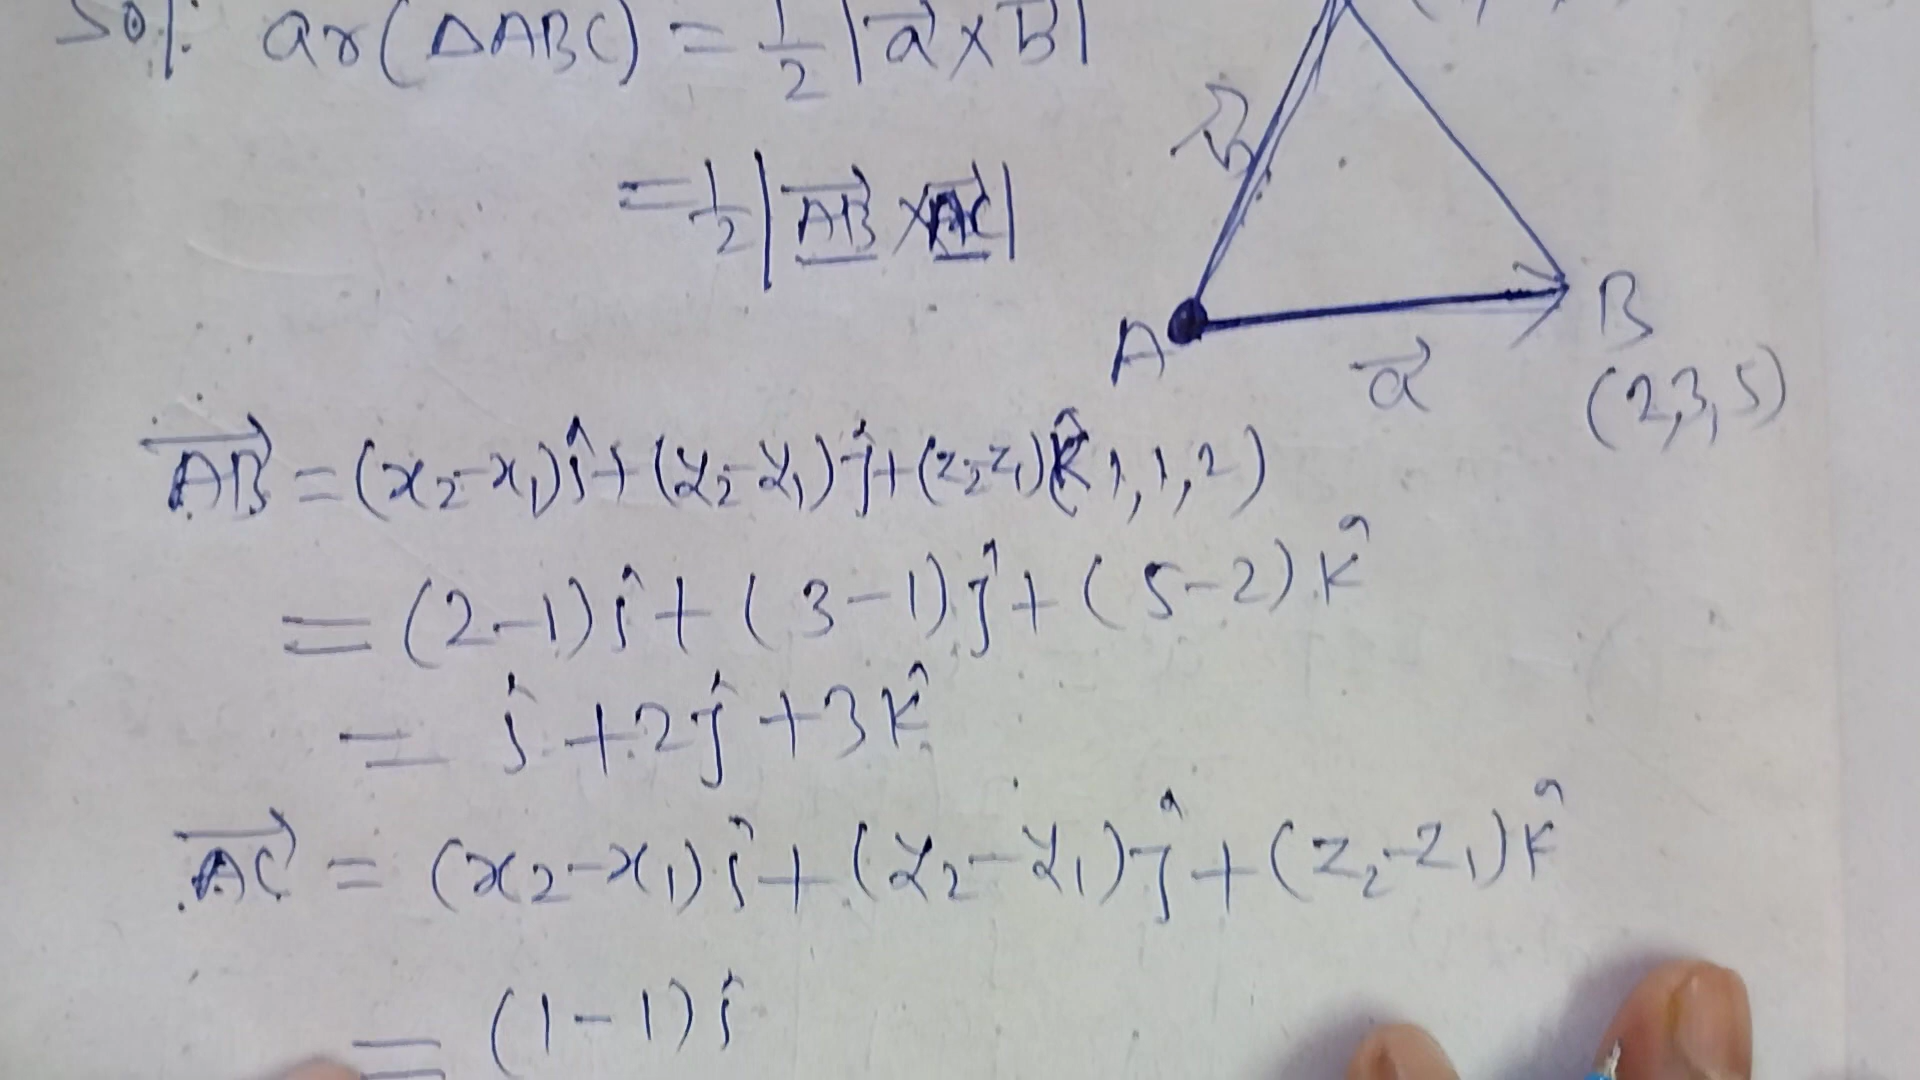 Sol: ar(ΔABC) = 1/2 |a⃗ × b⃗|
= 1/2 |AB⃗ × AC⃗|
b⃗
A
B
a⃗
(2,3,5)
AB⃗ = (x₂-x₁)î + (y₂-y₁)ĵ + (z₂-z₁)k̂
(1,1,2)
= (2-1)î + (3-1)ĵ + (5-2)k̂
= î + 2ĵ + 3k̂
AC⃗ = (x₂-x₁)î + (y₂-y₁)ĵ + (z₂-z₁)k̂
= (1-1)î